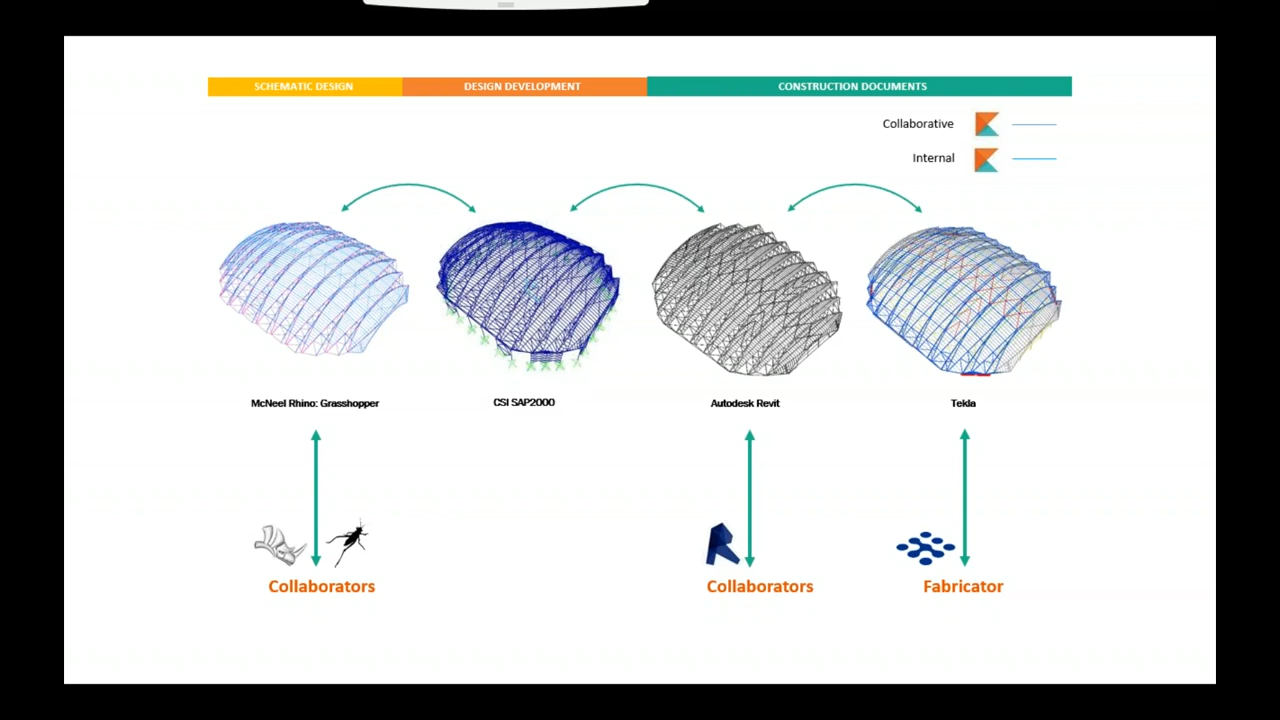 SCHEMATIC DESIGN
DESIGN DEVELOPMENT
CONSTRUCTION DOCUMENTS
Collaborative
Internal
McNeel Rhino: Grasshopper
CSI SAP2000
Autodesk Revit
Tekla
Collaborators
Collaborators
Fabricator